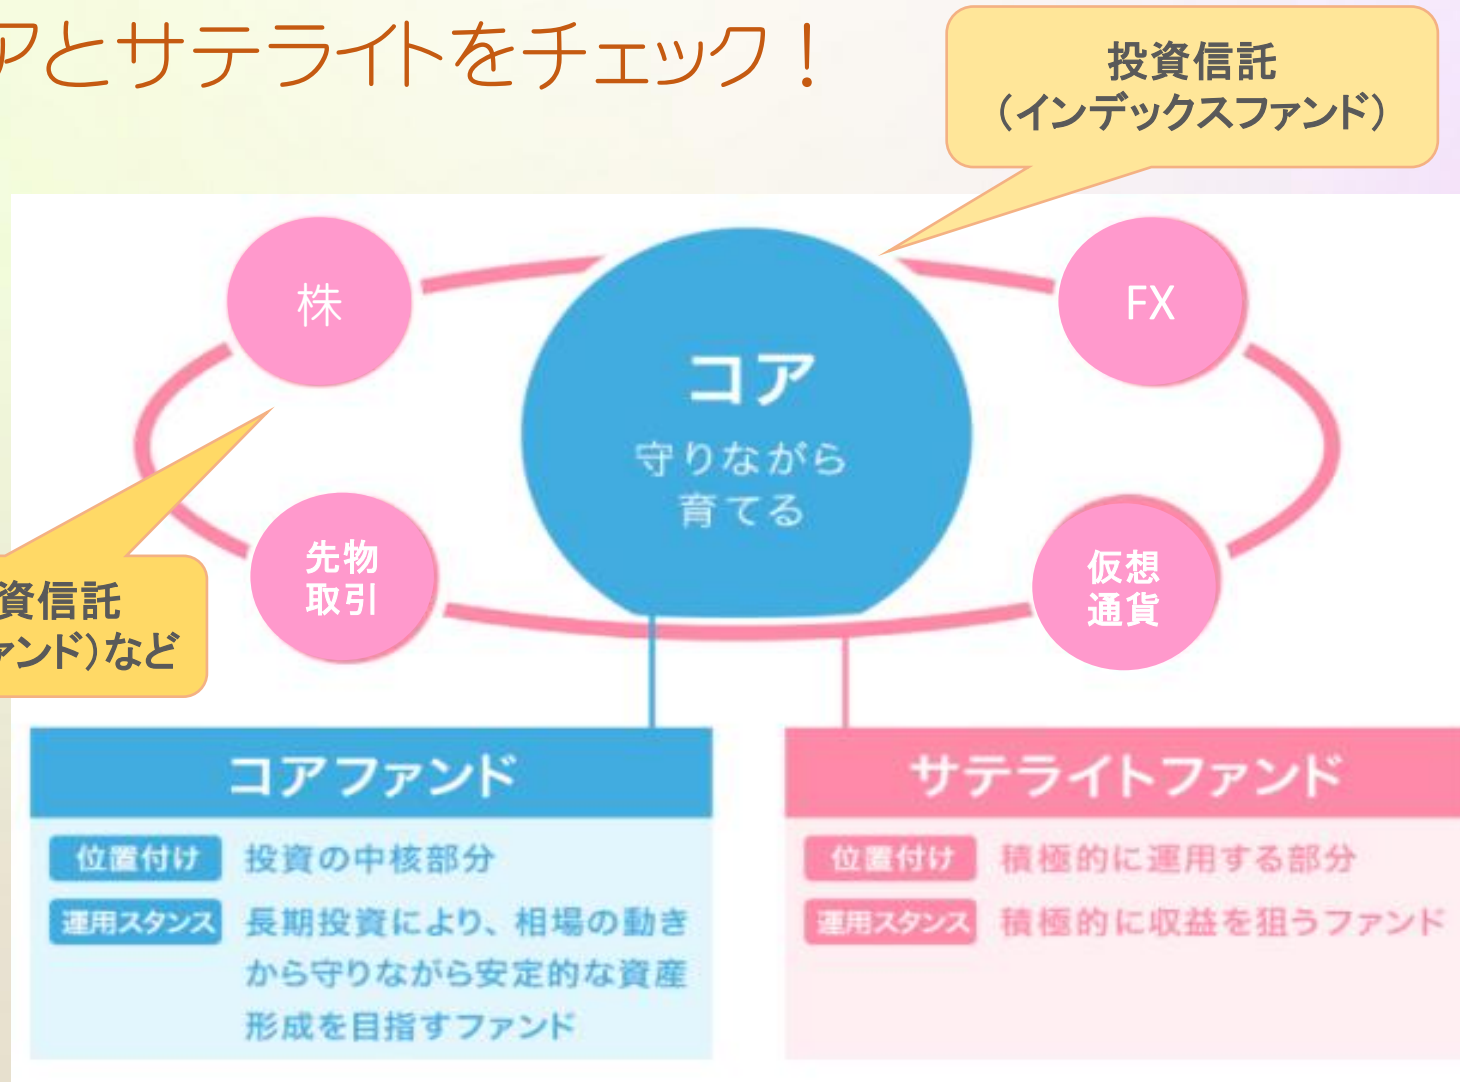 アとサテライトをチェック！
投資信託
（インデックスファンド）
株
FX
コア
守りながら
育てる
先物
取引
仮想
通貨
資信託
ァンド）など
コアファンド
位置付け 投資の中核部分
運用スタンス 長期投資により、相場の動き
から守りながら安定的な資産
形成を目指すファンド
サテライトファンド
位置付け 積極的に運用する部分
運用スタンス 積極的に収益を狙うファンド